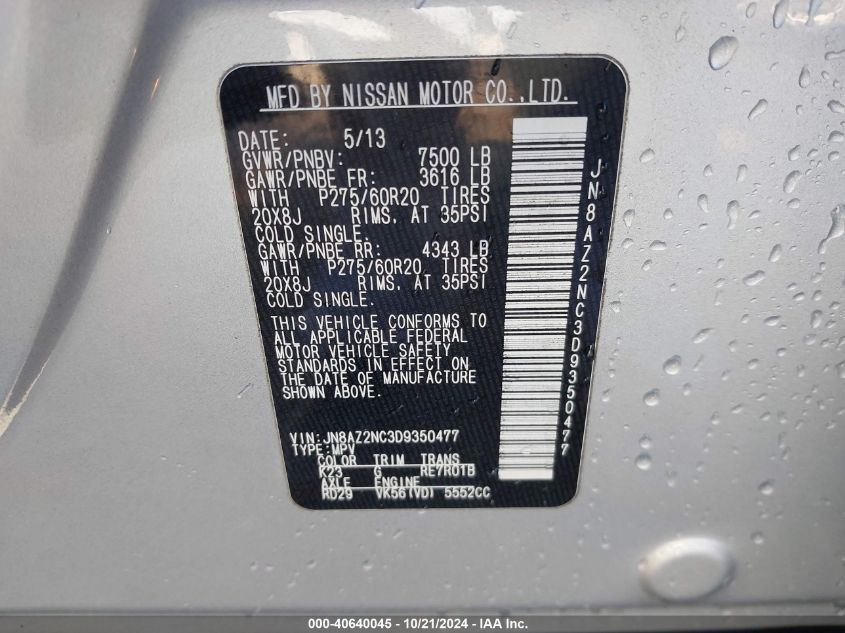 MFD BY NISSAN MOTOR CO.,LTD.
DATE: 5/13
GVWR/PNBV: 7500 LB
GAWR/PNBE FR: 3616 LB
WITH P275/60R20 TIRES
20X8J RIMS, AT 35PSI
COLD SINGLE.
GAWR/PNBE RR: 4343 LB
WITH P275/60R20 TIRES
20X8J RIMS, AT 35PSI
COLD SINGLE.
THIS VEHICLE CONFORMS TO
ALL APPLICABLE FEDERAL
MOTOR VEHICLE SAFETY
STANDARDS IN EFFECT ON
THE DATE OF MANUFACTURE
SHOWN ABOVE.
VIN:JN8AZ2NC3D9350477
TYPE:MPV
COLOR TRIM TRANS
K23 G RE7R01B
AXLE ENGINE
RD29 VK56(VD) 5552CC
JN8AZ2NC3D9350477
000-40640045 - 10/21/2024 - IAA Inc.